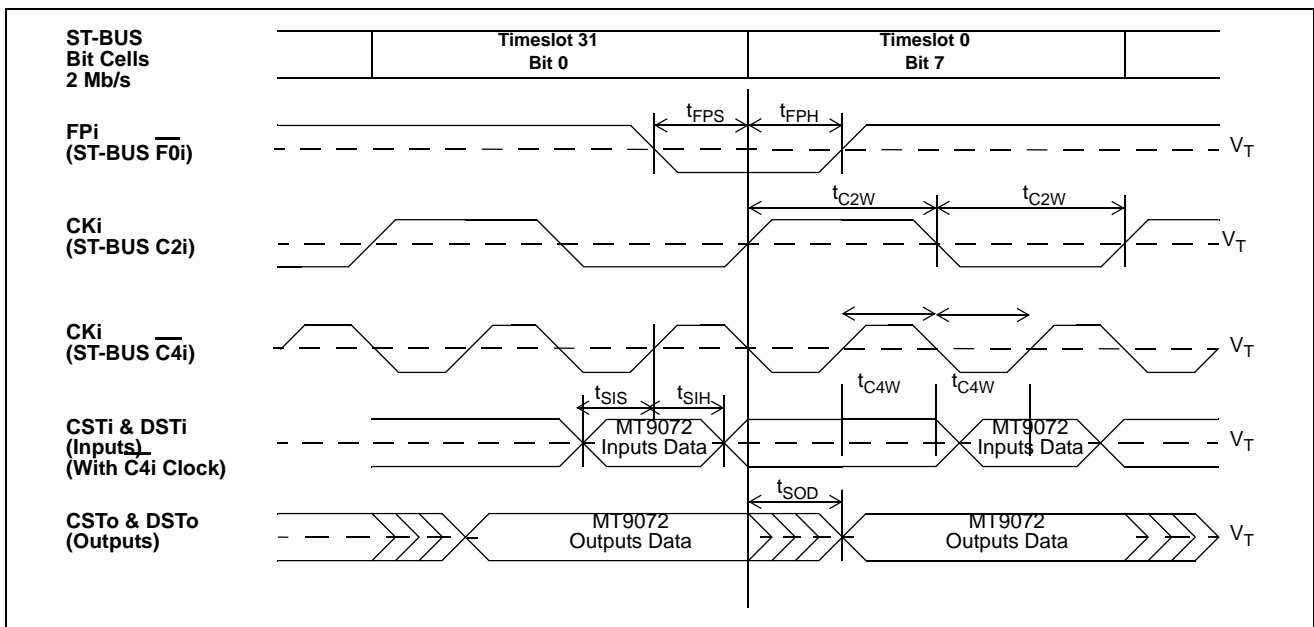 ST-BUS
Bit Cells
2 Mb/s
Timeslot 31
Bit 0
Timeslot 0
Bit 7
FPi
(ST-BUS F̅0̅i)
tFPS
tFPH
VT
CKi
(ST-BUS C2i)
tC2W
tC2W
VT
CKi
(ST-BUS C̅4̅i)
VT
tC4W
tC4W
CSTi & DSTi
(Inputs)
(With C̅4̅i Clock)
tSIS
tSIH
MT9072
Inputs Data
MT9072
Inputs Data
VT
CSTo & DSTo
(Outputs)
tSOD
MT9072
Outputs Data
MT9072
Outputs Data
VT